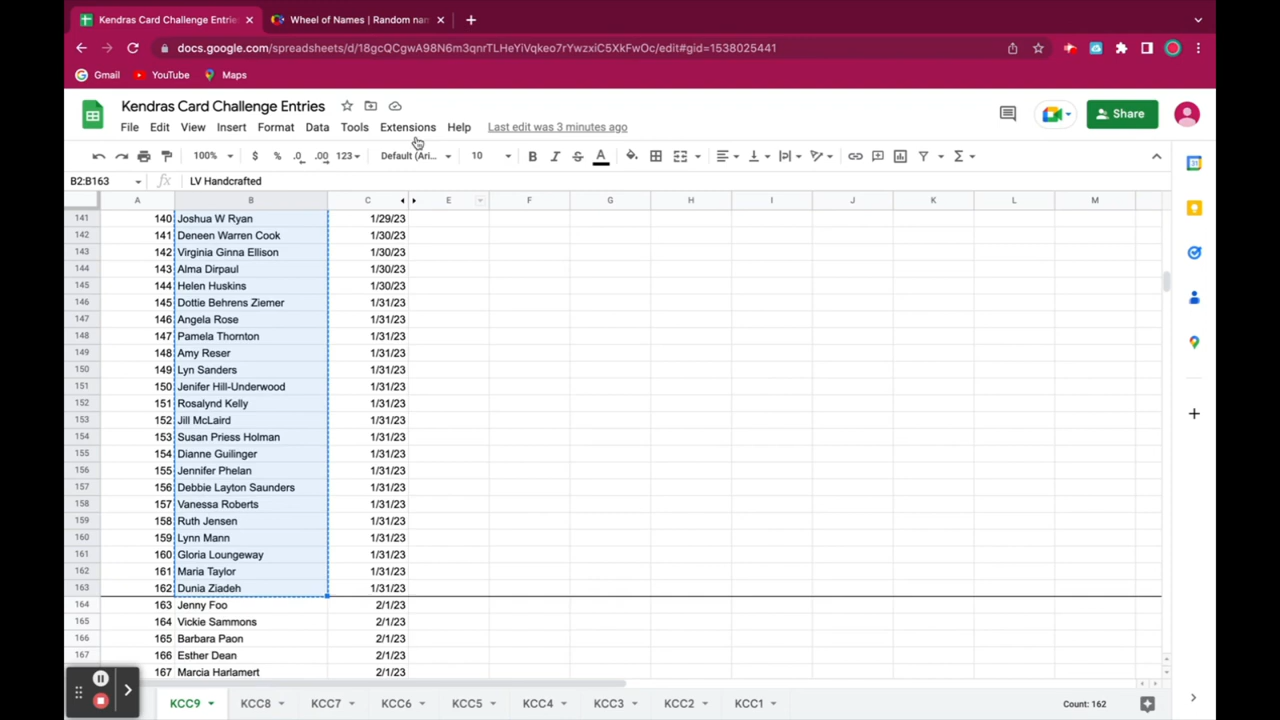 Kendras Card Challenge Entrie
Wheel of Names | Random nan
docs.google.com/spreadsheets/d/18gcQCgwA98N6m3qnrTLHeYiVqkeo7rYwzxiC5XkFwOc/edit#gid=1538025441
Gmail YouTube Maps
Kendras Card Challenge Entries
File Edit View Insert Format Data Tools Extensions Help Last edit was 3 minutes ago
Share
100% $ % .0 .00 123 Default (Ari... 10 B I S A
B2:B163 fx LV Handcrafted
A B C E F G H I J K L M
141 140 Joshua W Ryan 1/29/23
142 141 Deneen Warren Cook 1/30/23
143 142 Virginia Ginna Ellison 1/30/23
144 143 Alma Dirpaul 1/30/23
145 144 Helen Huskins 1/30/23
146 145 Dottie Behrens Ziemer 1/31/23
147 146 Angela Rose 1/31/23
148 147 Pamela Thornton 1/31/23
149 148 Amy Reser 1/31/23
150 149 Lyn Sanders 1/31/23
151 150 Jenifer Hill-Underwood 1/31/23
152 151 Rosalynd Kelly 1/31/23
153 152 Jill McLaird 1/31/23
154 153 Susan Priess Holman 1/31/23
155 154 Dianne Guilinger 1/31/23
156 155 Jennifer Phelan 1/31/23
157 156 Debbie Layton Saunders 1/31/23
158 157 Vanessa Roberts 1/31/23
159 158 Ruth Jensen 1/31/23
160 159 Lynn Mann 1/31/23
161 160 Gloria Loungeway 1/31/23
162 161 Maria Taylor 1/31/23
163 162 Dunia Ziadeh 1/31/23
164 163 Jenny Foo 2/1/23
165 164 Vickie Sammons 2/1/23
166 165 Barbara Paon 2/1/23
167 166 Esther Dean 2/1/23
167 Marcia Harlamert 2/1/23
KCC9 KCC8 KCC7 KCC6 KCC5 KCC4 KCC3 KCC2 KCC1 Count: 162